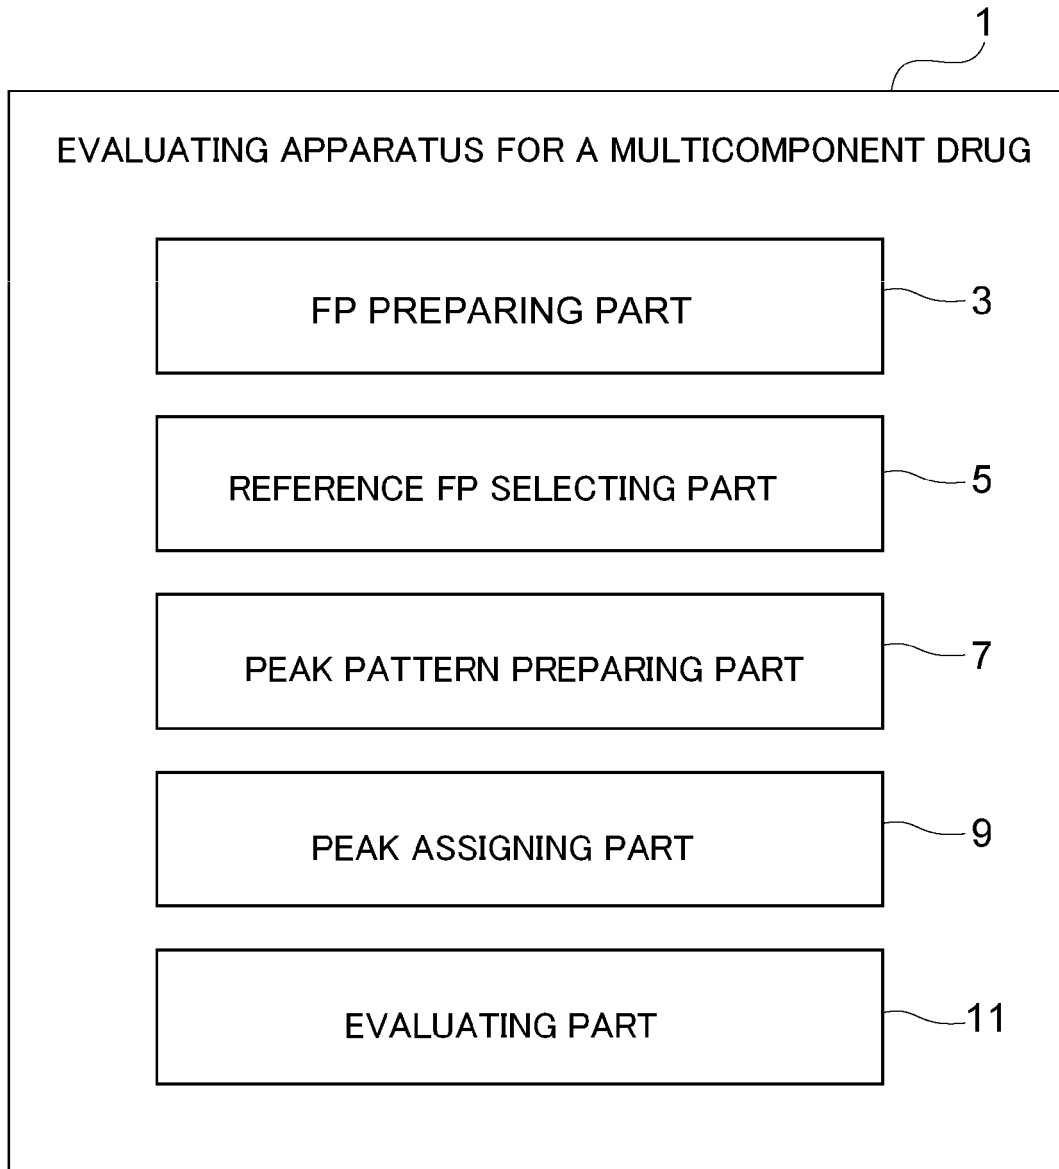 1
EVALUATING APPARATUS FOR A MULTICOMPONENT DRUG
FP PREPARING PART
3
REFERENCE FP SELECTING PART
5
PEAK PATTERN PREPARING PART
7
PEAK ASSIGNING PART
9
EVALUATING PART
11